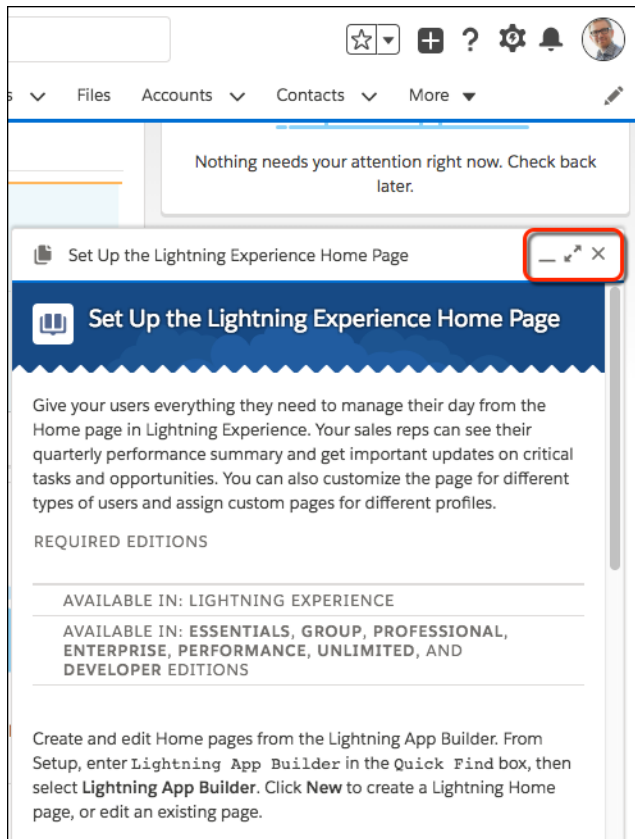 s Files Accounts Contacts More
Nothing needs your attention right now. Check back
later.
Set Up the Lightning Experience Home Page
Set Up the Lightning Experience Home Page
Give your users everything they need to manage their day from the
Home page in Lightning Experience. Your sales reps can see their
quarterly performance summary and get important updates on critical
tasks and opportunities. You can also customize the page for different
types of users and assign custom pages for different profiles.
REQUIRED EDITIONS
AVAILABLE IN: LIGHTNING EXPERIENCE
AVAILABLE IN: ESSENTIALS, GROUP, PROFESSIONAL,
ENTERPRISE, PERFORMANCE, UNLIMITED, AND
DEVELOPER EDITIONS
Create and edit Home pages from the Lightning App Builder. From
Setup, enter Lightning App Builder in the Quick Find box, then
select Lightning App Builder. Click New to create a Lightning Home
page, or edit an existing page.